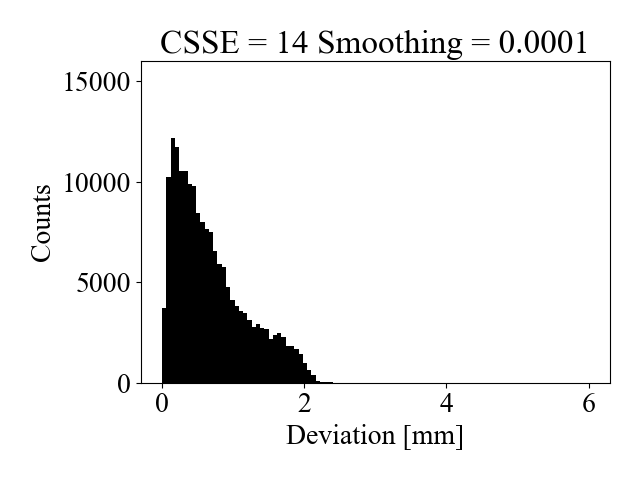 CSSE = 14 Smoothing = 0.0001
15000
10000
5000
0
Counts
0 2 4 6
Deviation [mm]